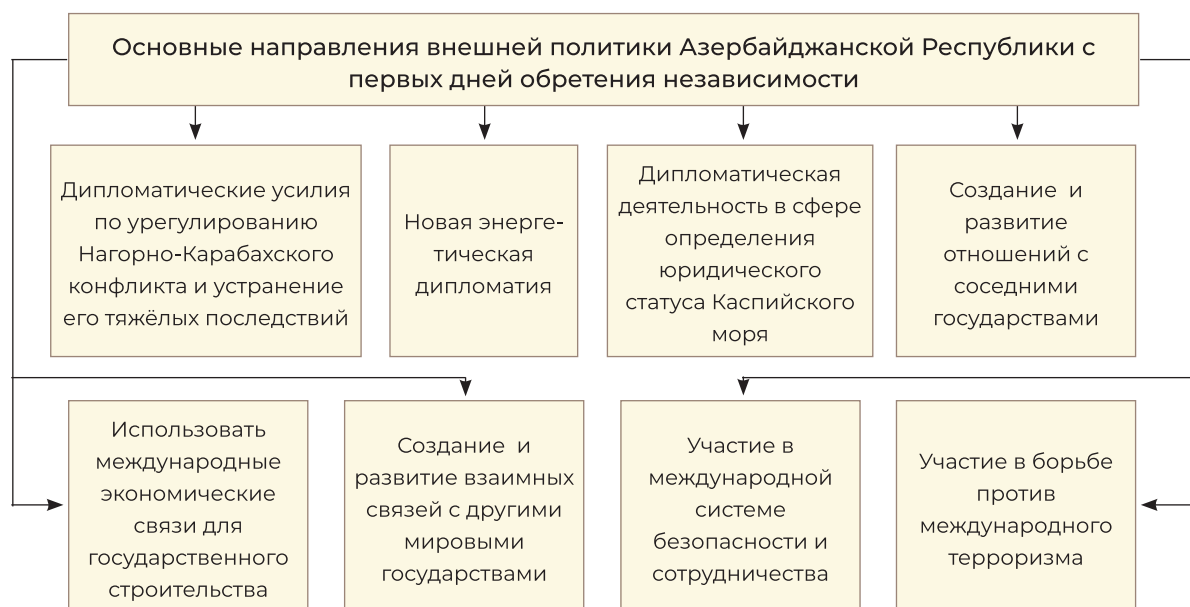 Основные направления внешней политики Азербайджанской Республики с
первых дней обретения независимости
Дипломатические усилия
по урегулированию
Нагорно-Карабахского
конфликта и устранение
его тяжёлых последствий
Новая энерге-
тическая
дипломатия
Дипломатическая
деятельность в сфере
определения
юридического
статуса Каспийского
моря
Создание и
развитие
отношений с
соседними
государствами
Использовать
международные
экономические
связи для
государственного
строительства
Создание и
развитие взаимных
связей с другими
мировыми
государствами
Участие в
международной
системе
безопасности и
сотрудничества
Участие в борьбе
против
международного
терроризма